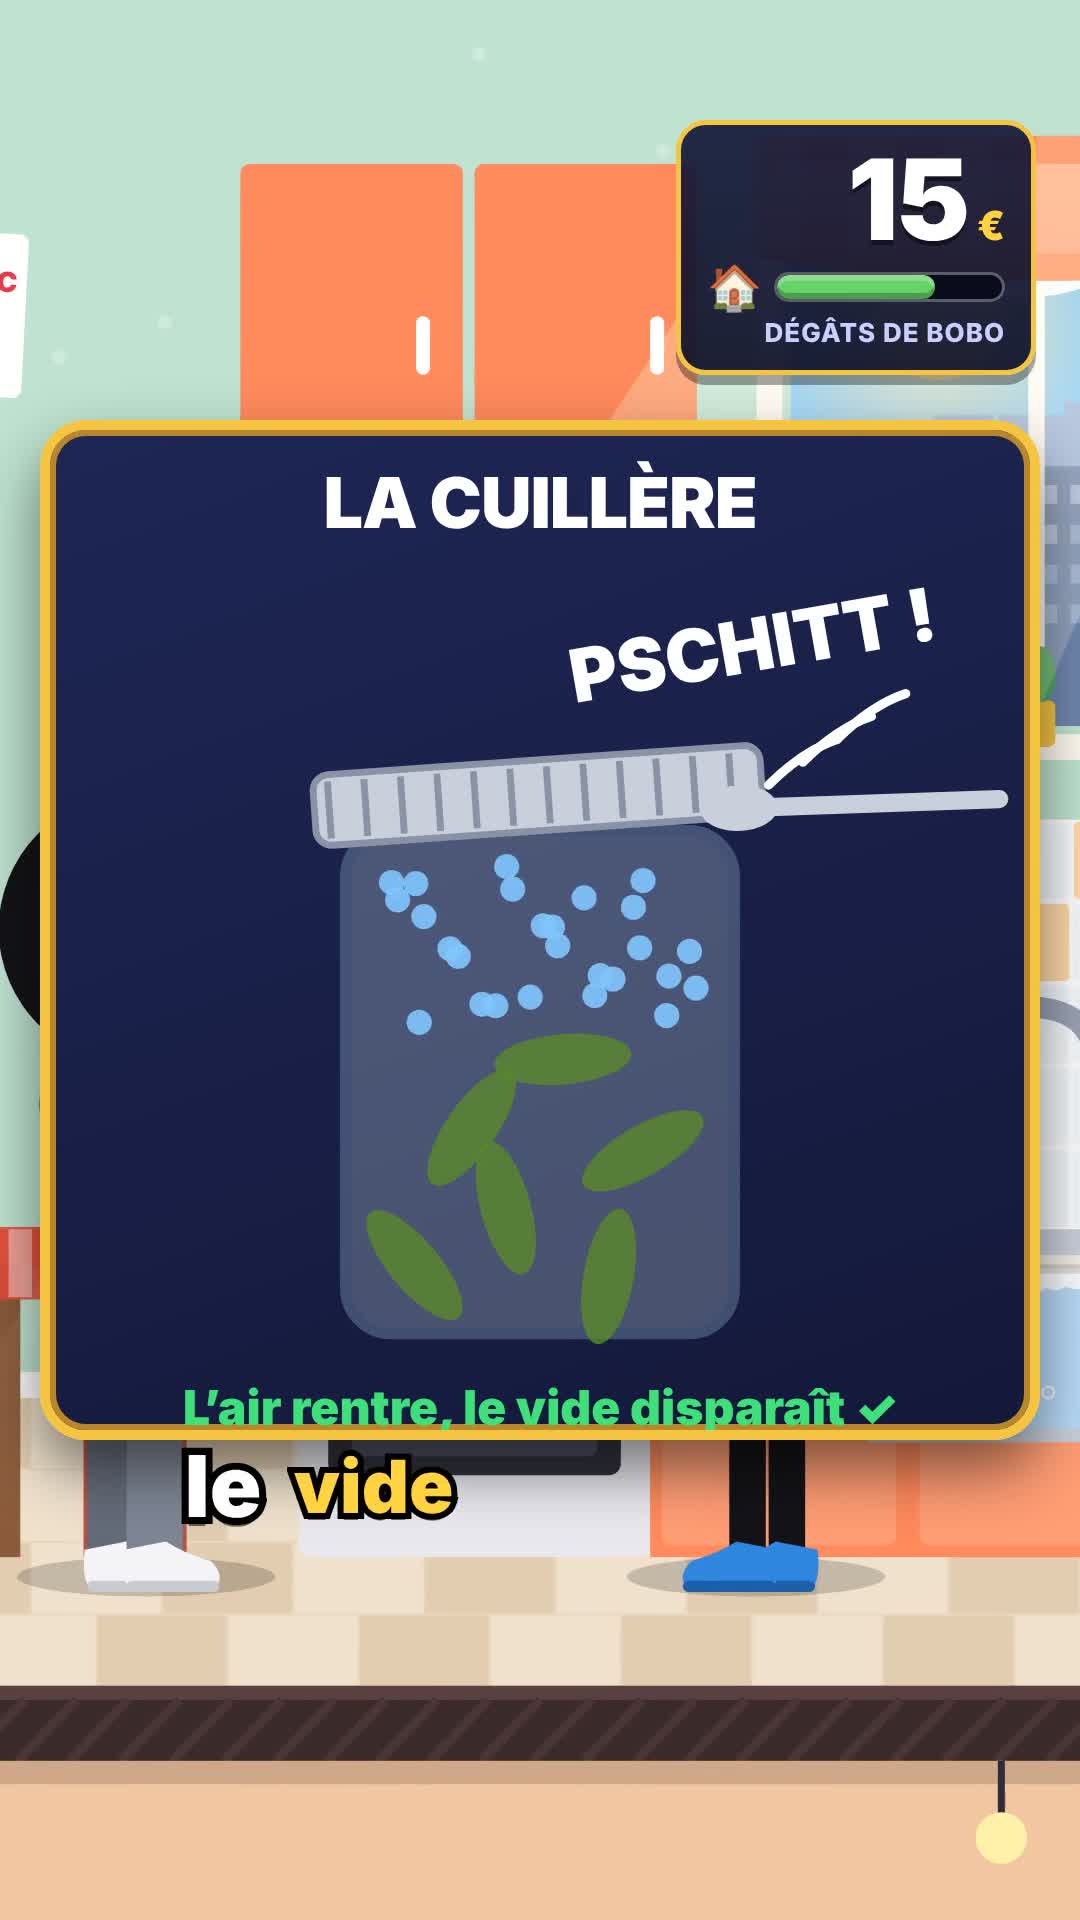 c
15 €
DÉGÂTS DE BOBO
LA CUILLÈRE
PSCHITT !
L’air rentre, le vide disparaît ✓
le vide